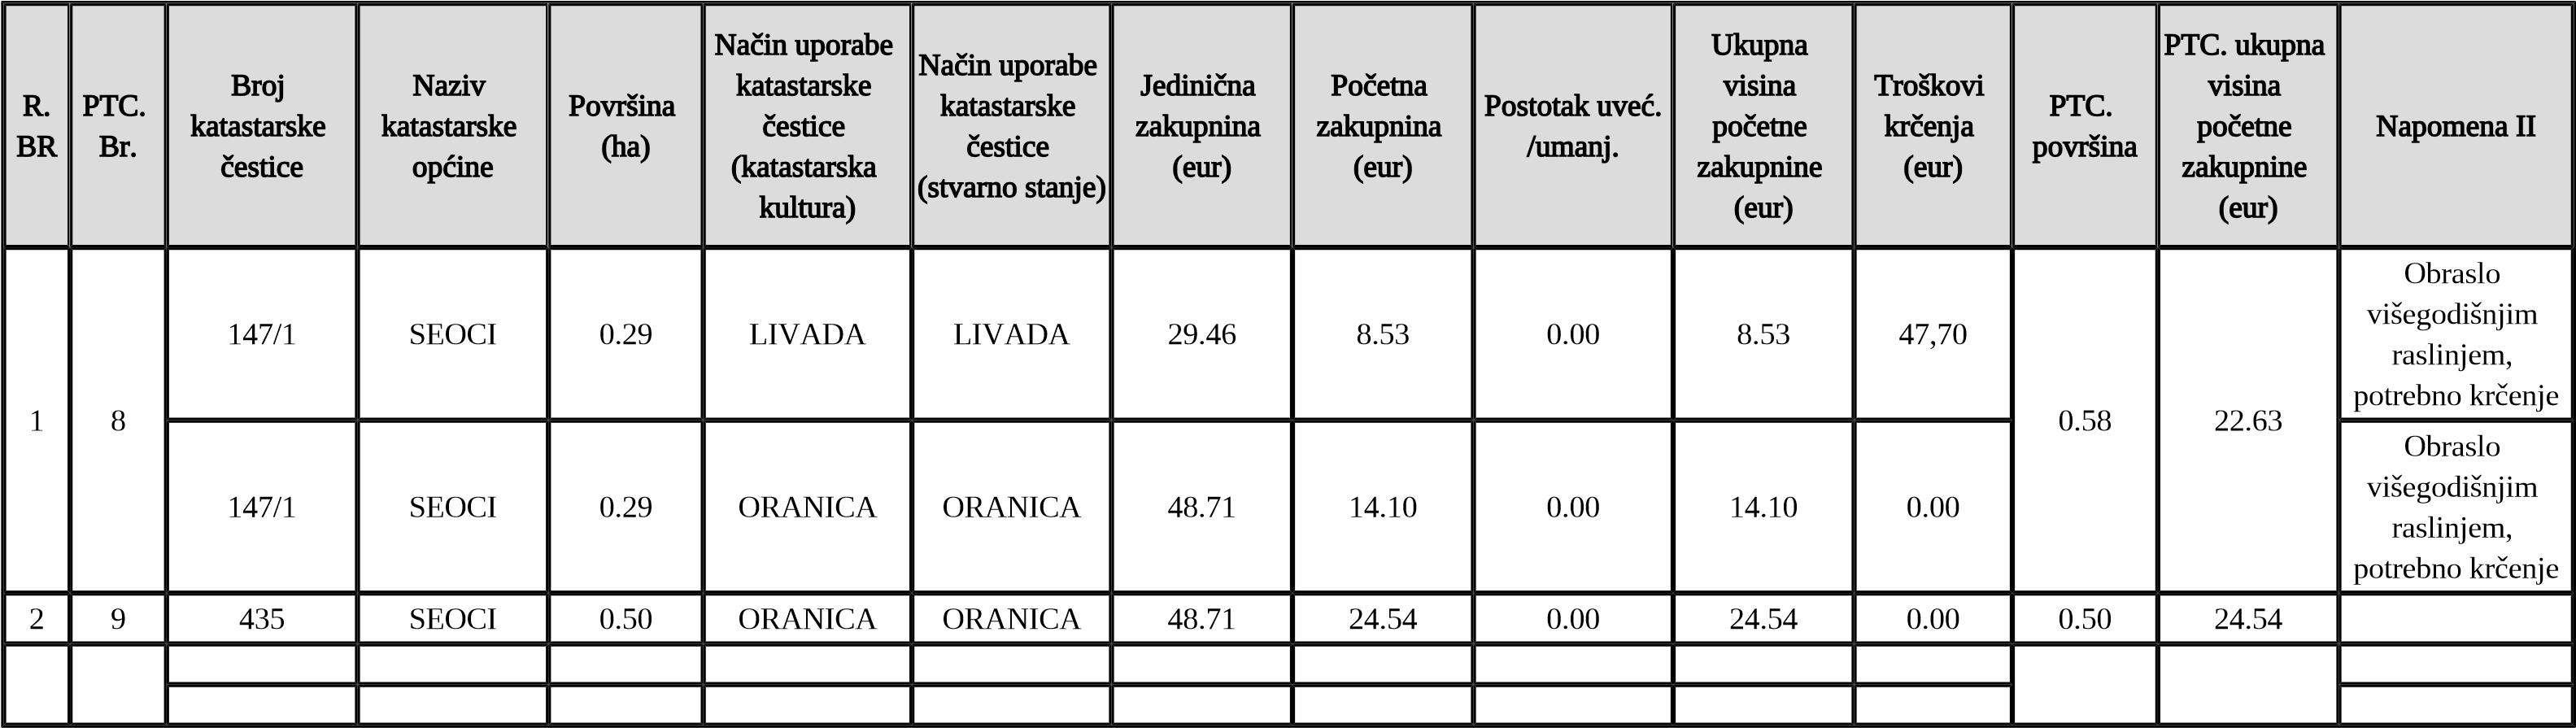 R.
BR
PTC.
Br.
Broj
katastarske
čestice
Naziv
katastarske
općine
Površina
(ha)
Način uporabe
katastarske
čestice
(katastarska
kultura)
Način uporabe
katastarske
čestice
(stvarno stanje)
Jedinična
zakupnina
(eur)
Početna
zakupnina
(eur)
Postotak uveć.
/umanj.
Ukupna
visina
početne
zakupnine
(eur)
Troškovi
krčenja
(eur)
PTC.
površina
PTC. ukupna
visina
početne
zakupnine
(eur)
Napomena II
1
8
147/1
SEOCI
0.29
LIVADA
LIVADA
29.46
8.53
0.00
8.53
47,70
0.58
22.63
Obraslo
višegodišnjim
raslinjem,
potrebno krčenje
147/1
SEOCI
0.29
ORANICA
ORANICA
48.71
14.10
0.00
14.10
0.00
Obraslo
višegodišnjim
raslinjem,
potrebno krčenje
2
9
435
SEOCI
0.50
ORANICA
ORANICA
48.71
24.54
0.00
24.54
0.00
0.50
24.54